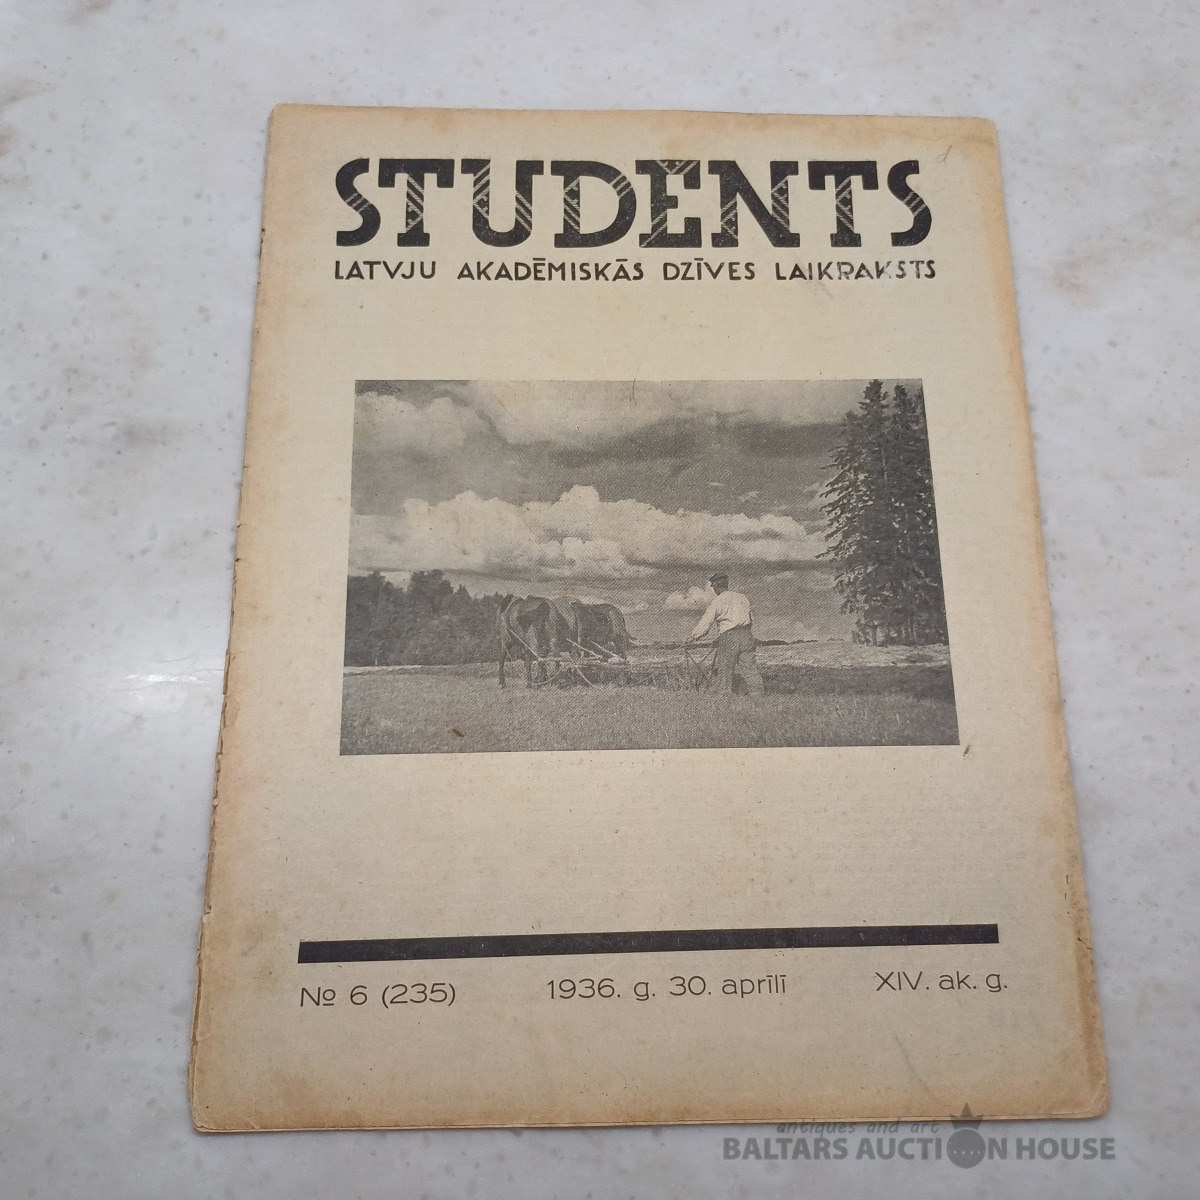 STUDENTS
LATVJU AKADĒMISKĀS DZĪVES LAIKRAKSTS
№ 6 (235) 1936. g. 30. aprīlī XIV. ak. g.
antiques and art
BALTARS AUCTION HOUSE